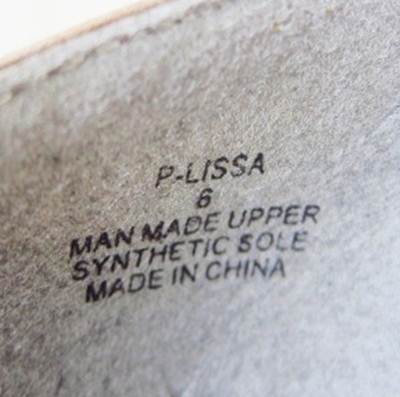 P-LISSA
6
MAN MADE UPPER
SYNTHETIC SOLE
MADE IN CHINA